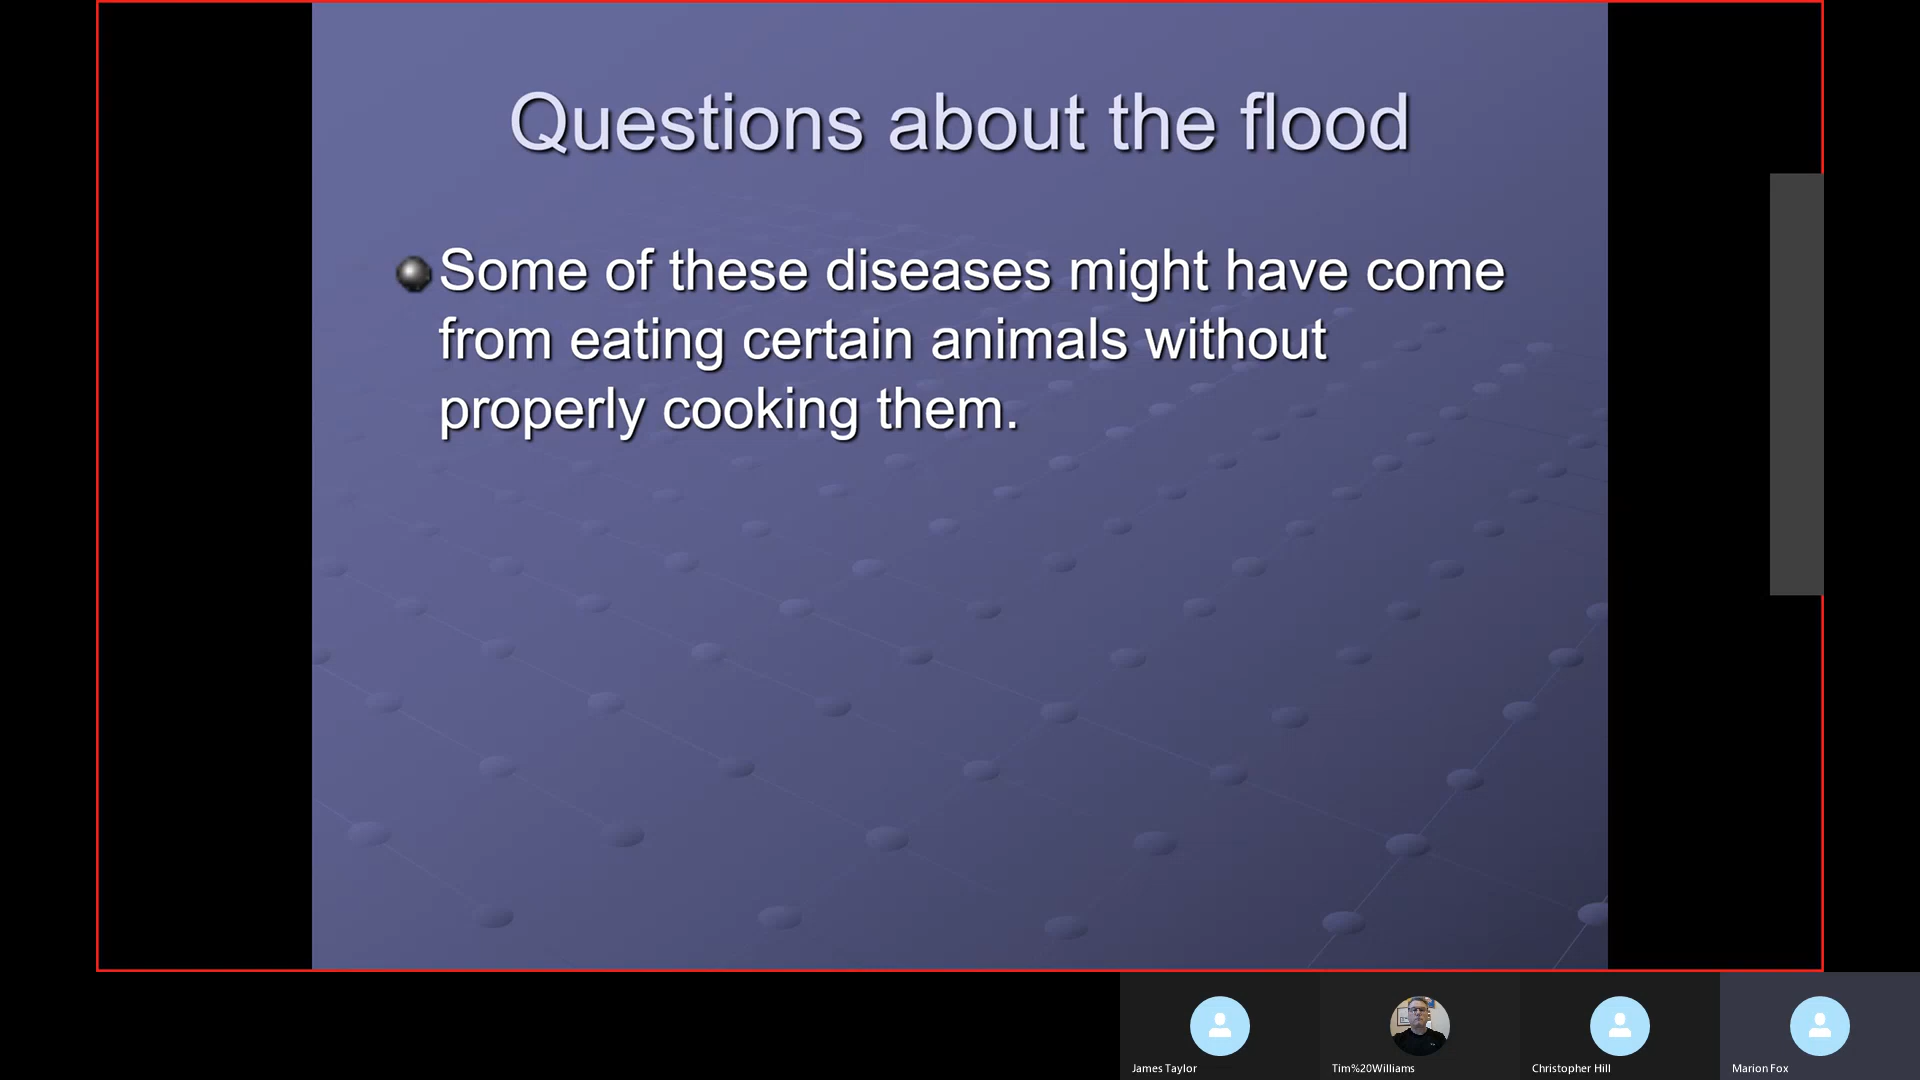 Questions about the flood
Some of these diseases might have come
from eating certain animals without
properly cooking them.
James Taylor
Tim%20Williams
Christopher Hill
Marion Fox